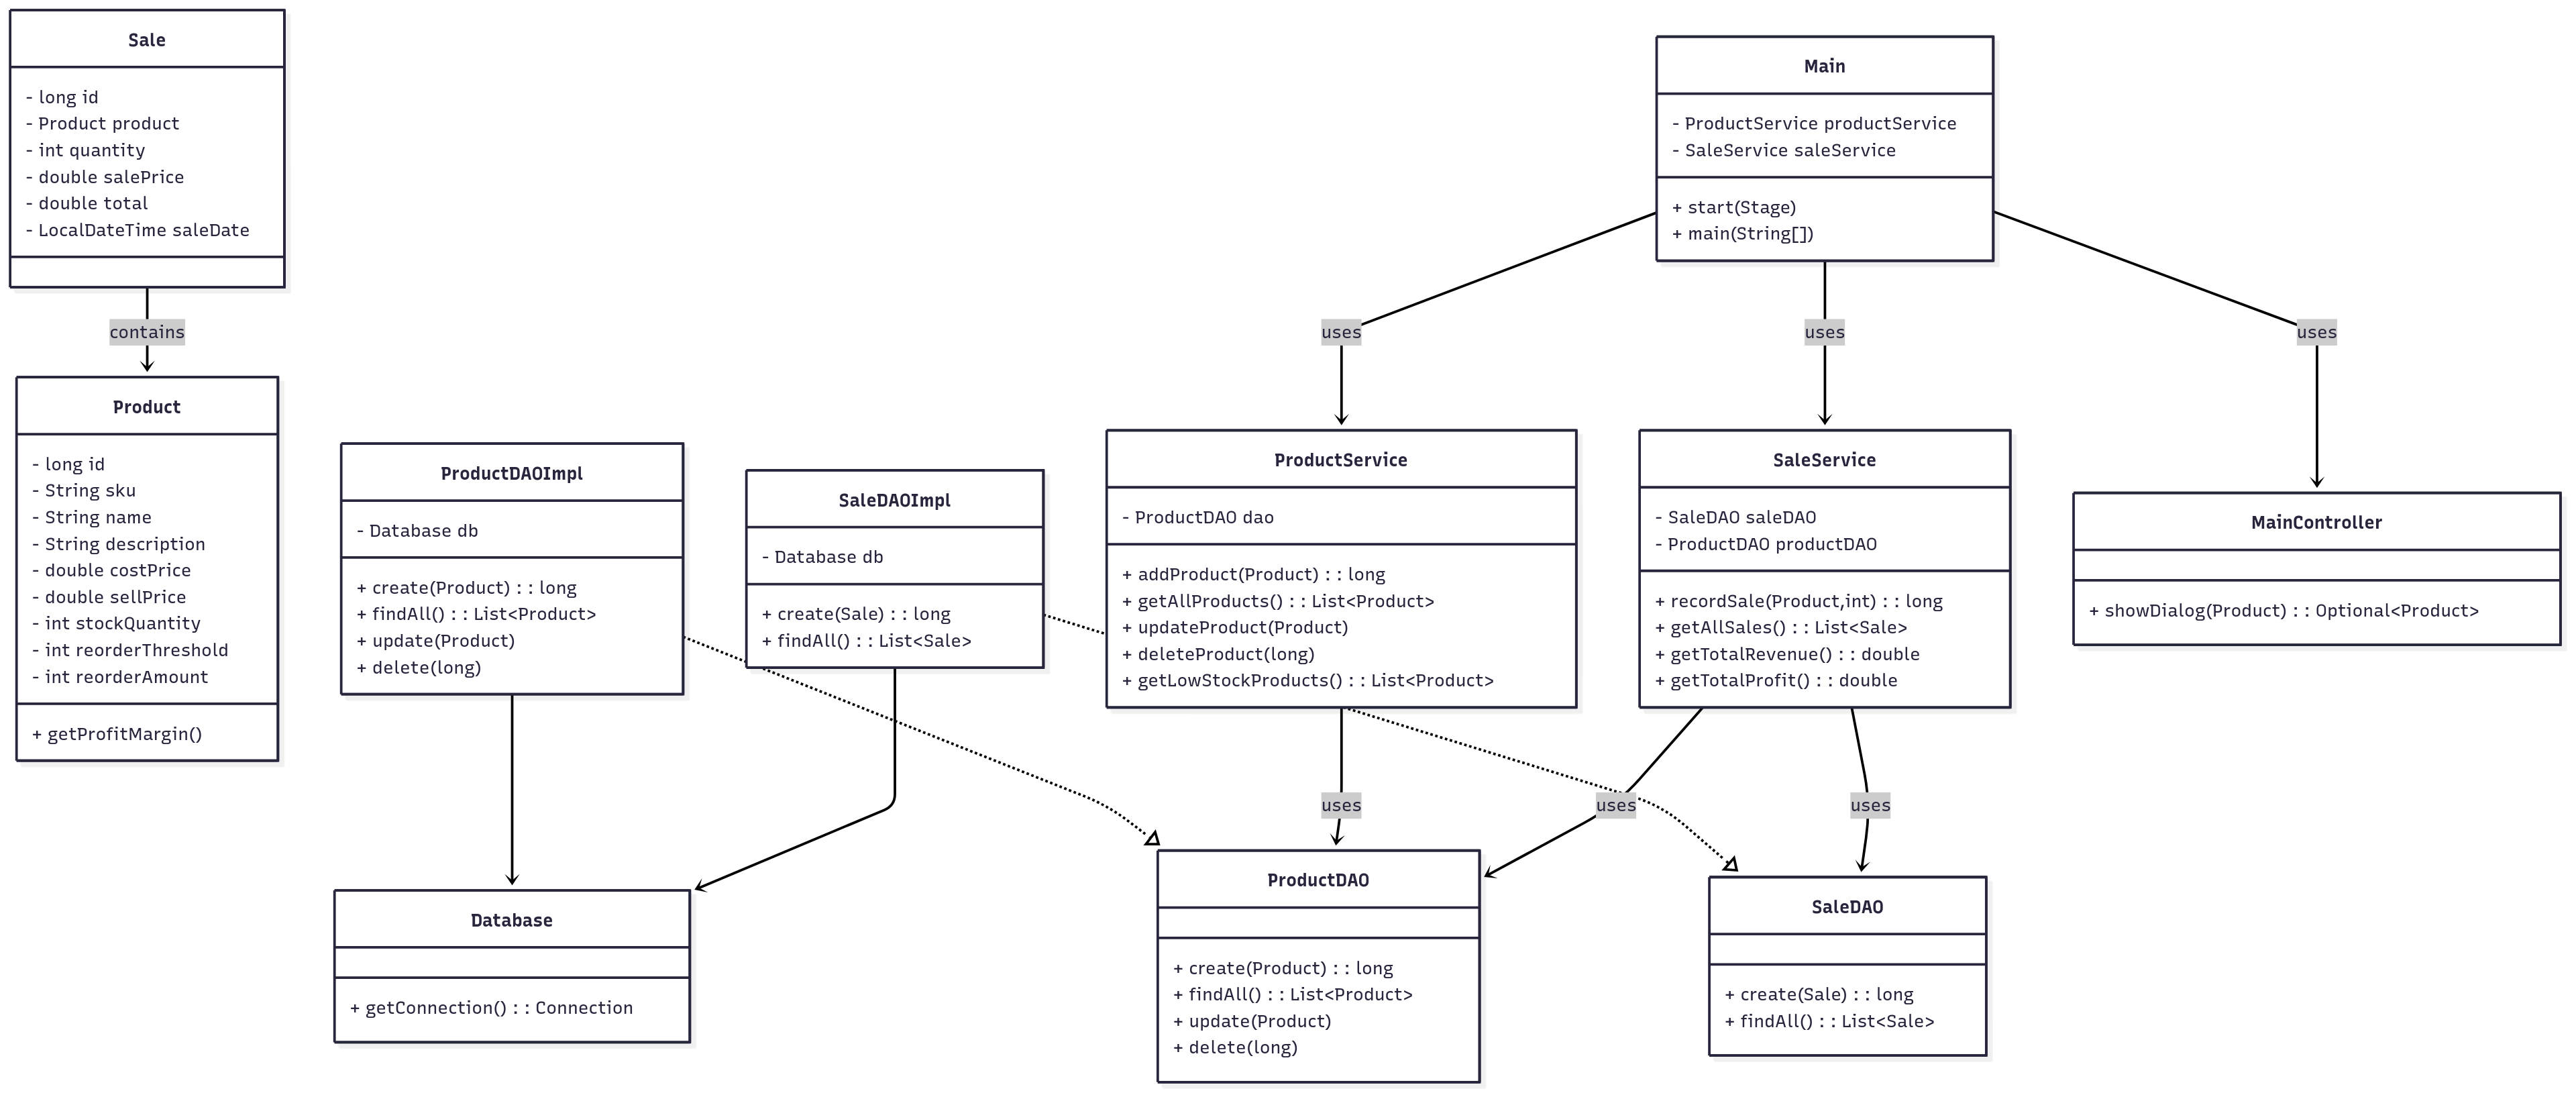 Sale
- long id
- Product product
- int quantity
- double salePrice
- double total
- LocalDateTime saleDate
contains
Product
- long id
- String sku
- String name
- String description
- double costPrice
- double sellPrice
- int stockQuantity
- int reorderThreshold
- int reorderAmount
+ getProfitMargin()
Main
- ProductService productService
- SaleService saleService
+ start(Stage)
+ main(String[])
uses
uses
uses
ProductDAOImpl
- Database db
+ create(Product) : : long
+ findAll() : : List<Product>
+ update(Product)
+ delete(long)
SaleDAOImpl
- Database db
+ create(Sale) : : long
+ findAll() : : List<Sale>
ProductService
- ProductDAO dao
+ addProduct(Product) : : long
+ getAllProducts() : : List<Product>
+ updateProduct(Product)
+ deleteProduct(long)
+ getLowStockProducts() : : List<Product>
SaleService
- SaleDAO saleDAO
- ProductDAO productDAO
+ recordSale(Product,int) : : long
+ getAllSales() : : List<Sale>
+ getTotalRevenue() : : double
+ getTotalProfit() : : double
MainController
+ showDialog(Product) : : Optional<Product>
uses
uses
uses
Database
+ getConnection() : : Connection
ProductDAO
+ create(Product) : : long
+ findAll() : : List<Product>
+ update(Product)
+ delete(long)
SaleDAO
+ create(Sale) : : long
+ findAll() : : List<Sale>